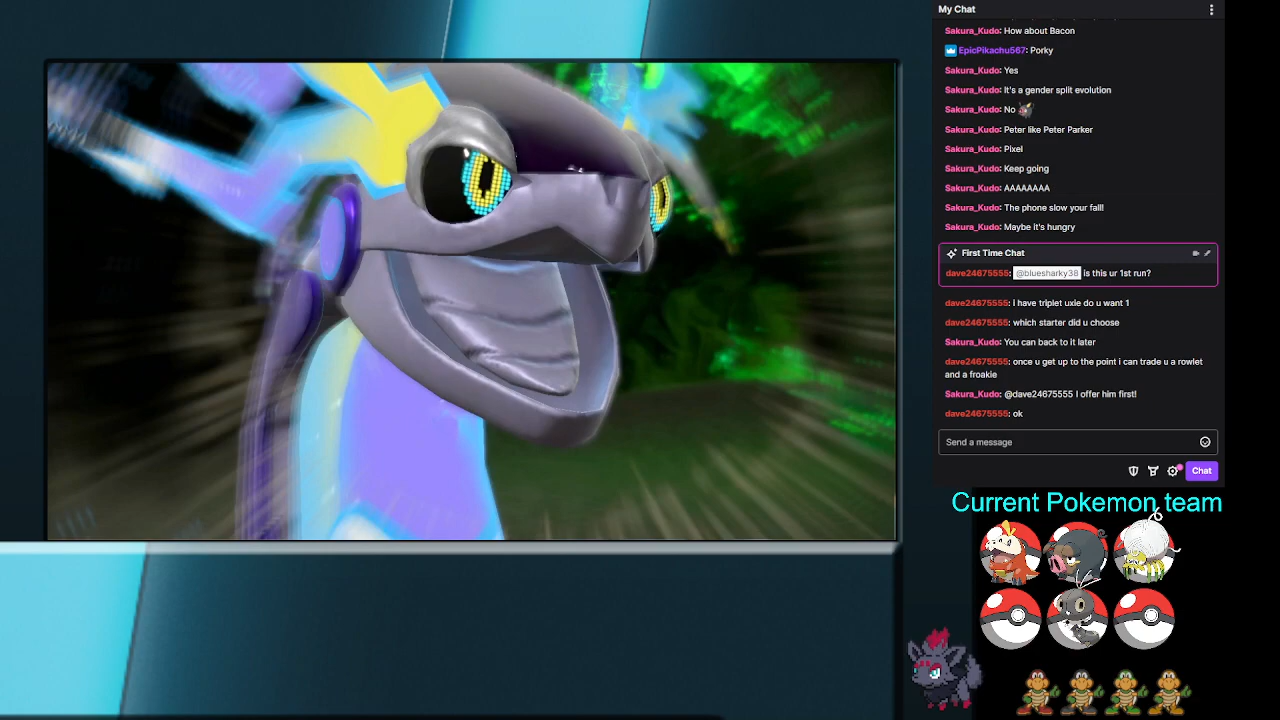 My Chat
Sakura_Kudo: How about Bacon
EpicPikachu567: Porky
Sakura_Kudo: Yes
Sakura_Kudo: It's a gender split evolution
Sakura_Kudo: No
Sakura_Kudo: Peter like Peter Parker
Sakura_Kudo: Pixel
Sakura_Kudo: Keep going
Sakura_Kudo: AAAAAAAA
Sakura_Kudo: The phone slow your fall!
Sakura_Kudo: Maybe it's hungry
First Time Chat
dave24675555: @bluesharky38 is this ur 1st run?
dave24675555: I have triplet uxie do u want 1
dave24675555: which starter did u choose
Sakura_Kudo: You can back to it later
dave24675555: once u get up to the point i can trade u a rowlet
and a froakie
Sakura_Kudo: @dave24675555 I offer him first!
dave24675555: ok
Send a message
Chat
Current Pokemon team